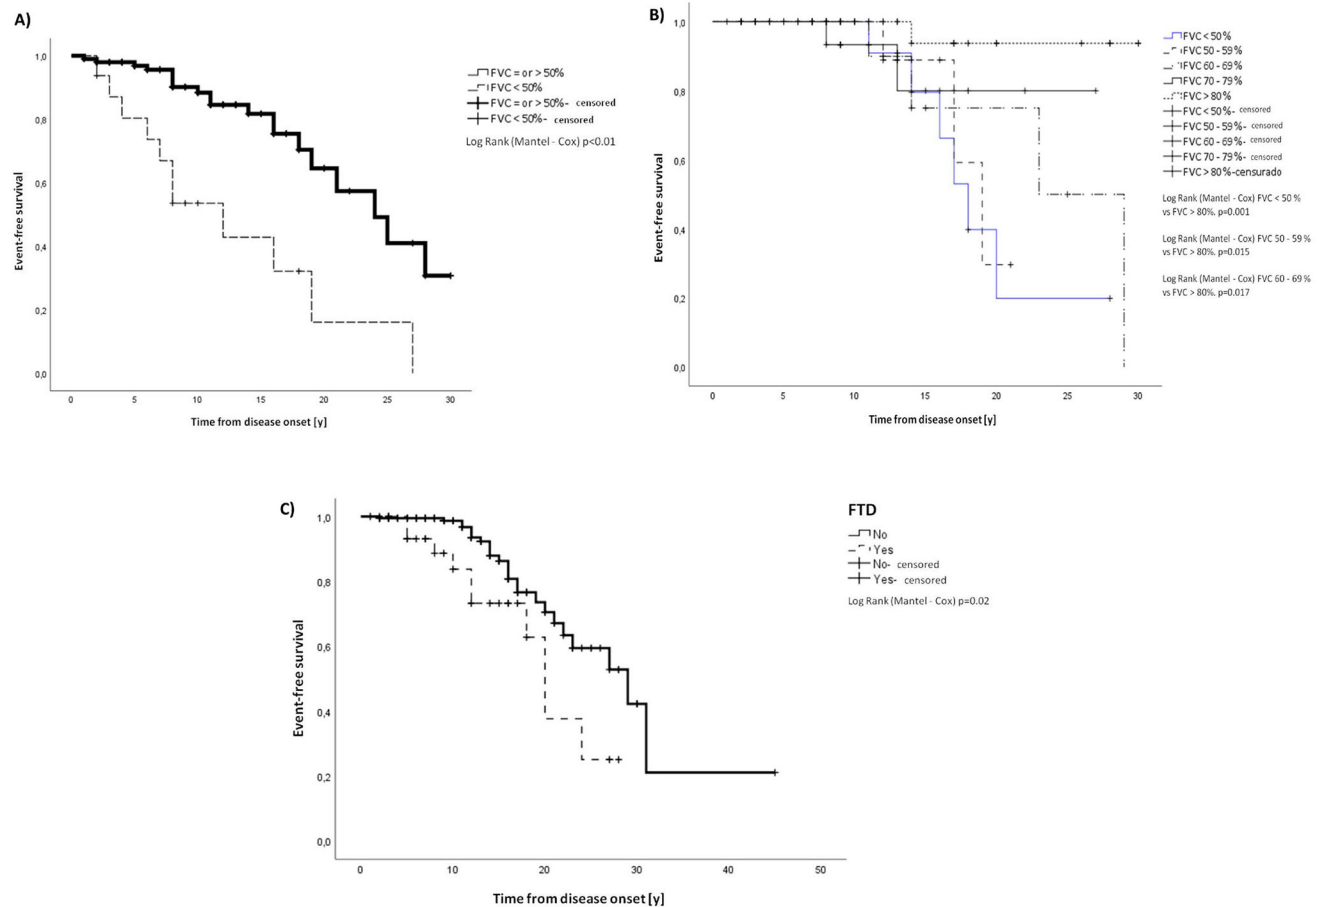 A)
1,0
0,8
0,6
0,4
0,2
0,0
Event-free survival
0 5 10 15 20 25 30
Time from disease onset [y]
FVC = or > 50%
FVC < 50%
FVC = or > 50%- censored
FVC < 50%- censored
Log Rank (Mantel - Cox) p<0.01
B)
1,0
0,8
0,6
0,4
0,2
0,0
Event-free survival
0 5 10 15 20 25 30
Time from disease onset [y]
FVC < 50%
FVC 50 - 59%
FVC 60 - 69%
FVC 70 - 79%
FVC > 80%
FVC < 50%- censored
FVC 50 - 59%- censored
FVC 60 - 69%- censored
FVC 70 - 79%- censored
FVC > 80%-censurado
Log Rank (Mantel - Cox) FVC < 50 %
vs FVC > 80%. p=0.001
Log Rank (Mantel - Cox) FVC 50 - 59 %
vs FVC > 80%. p=0.015
Log Rank (Mantel - Cox) FVC 60 - 69 %
vs FVC > 80%. p=0.017
C)
1,0
0,8
0,6
0,4
0,2
0,0
Event-free survival
0 10 20 30 40 50
Time from disease onset [y]
FTD
No
Yes
No- censored
Yes- censored
Log Rank (Mantel - Cox) p=0.02